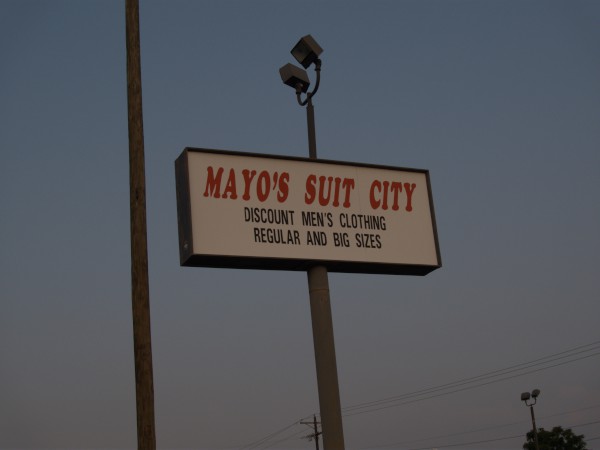 MAYO'S SUIT CITY
DISCOUNT MEN'S CLOTHING
REGULAR AND BIG SIZES